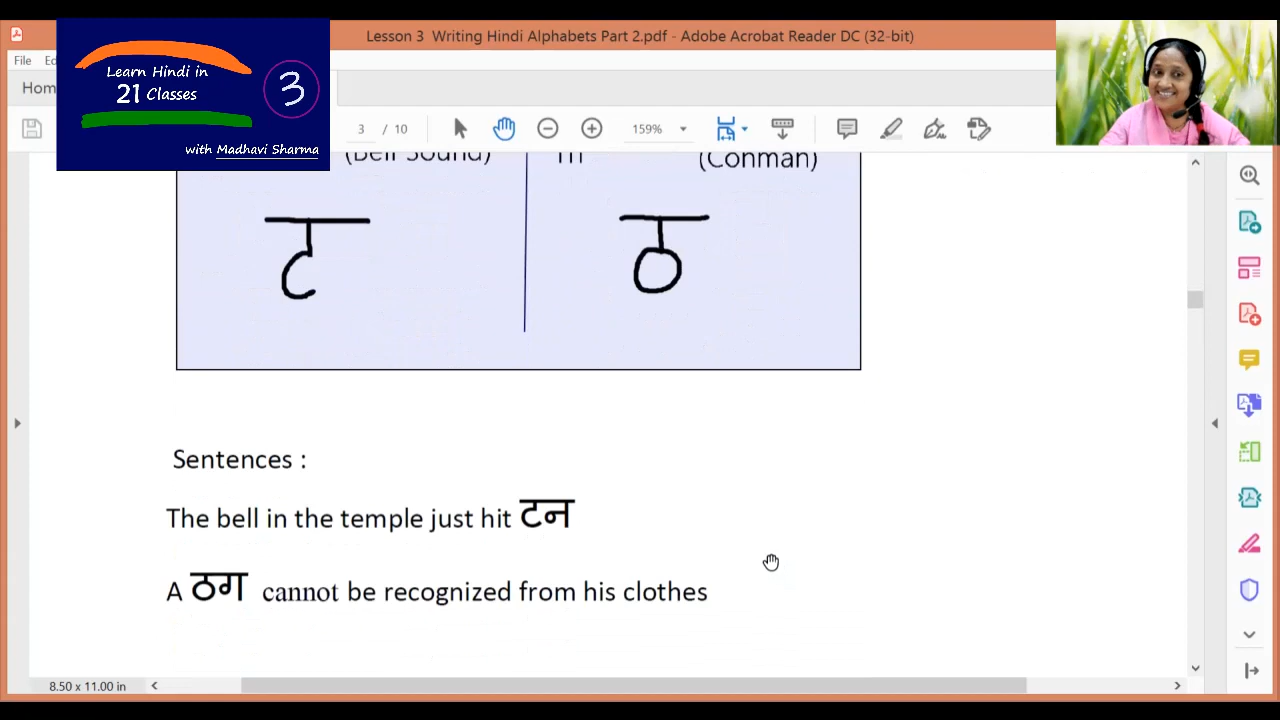 Lesson 3 Writing Hindi Alphabets Part 2.pdf - Adobe Acrobat Reader DC (32-bit)
File
Learn Hindi in
21 Classes
3
with Madhavi Sharma
3 / 10
159%
(Bell Sound)
(Conman)
ट
ठ
Sentences :
The bell in the temple just hit टन
A ठग cannot be recognized from his clothes
8.50 x 11.00 in